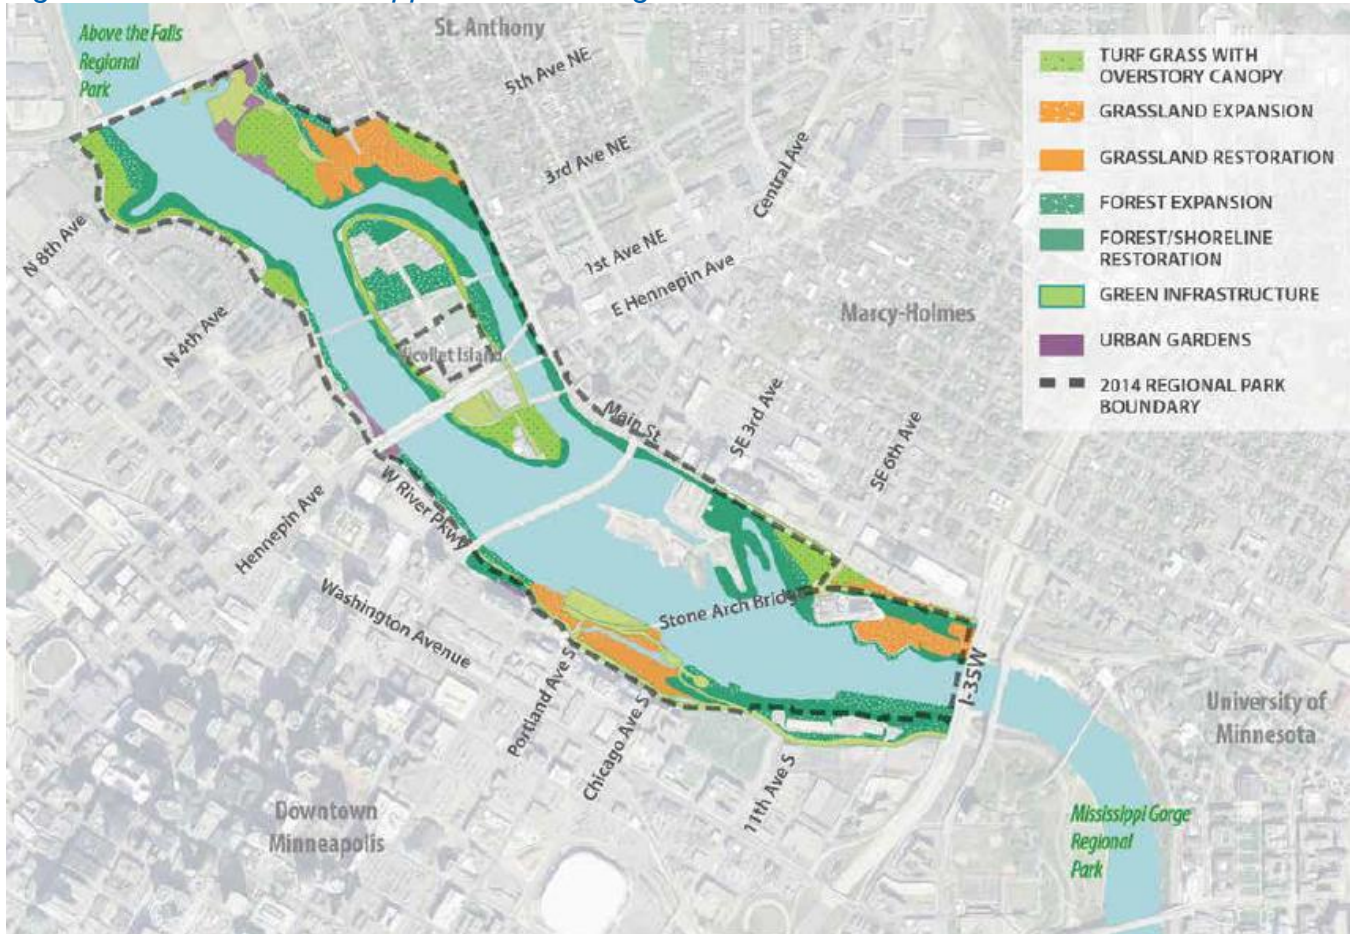 Above the Falls
Regional
Park
St. Anthony
5th Ave NE
3rd Ave NE
Central Ave
1st Ave NE
E Hennepin Ave
N 8th Ave
N 4th Ave
Marcy-Holmes
Island
Main St
SE 3rd Ave
SE 6th Ave
Hennepin Ave
W River Pkwy
Washington Avenue
Stone Arch Bridge
Portland Ave S
Chicago Ave S
11th Ave S
I-35W
University of
Minnesota
Downtown
Minneapolis
Mississippi Gorge
Regional
Park
TURF GRASS WITH
OVERSTORY CANOPY
GRASSLAND EXPANSION
GRASSLAND RESTORATION
FOREST EXPANSION
FOREST/SHORELINE
RESTORATION
GREEN INFRASTRUCTURE
URBAN GARDENS
2014 REGIONAL PARK
BOUNDARY